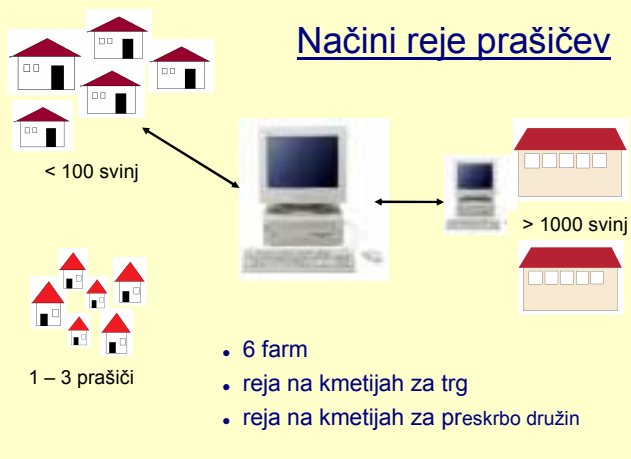 Načini reje prašičev
< 100 svinj
> 1000 svinj
1 – 3 prašiči
• 6 farm
• reja na kmetijah za trg
• reja na kmetijah za preskrbo družin